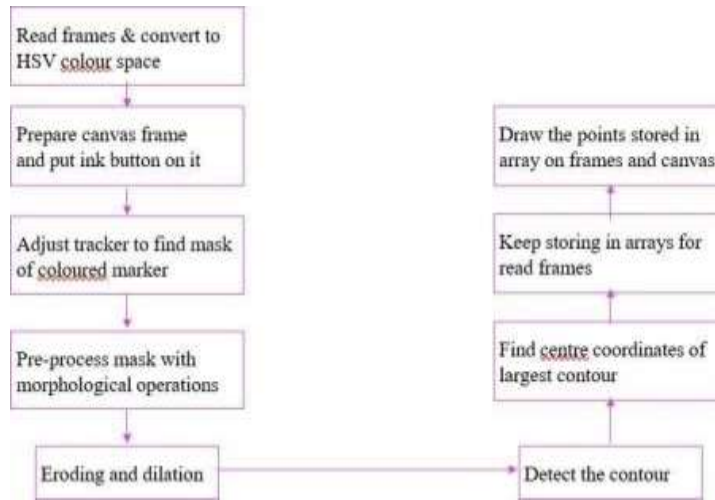 Read frames & convert to
HSV colour space
Prepare canvas frame
and put ink button on it
Adjust tracker to find mask
of coloured marker
Pre-process mask with
morphological operations
Eroding and dilation
Detect the contour
Find centre coordinates of
largest contour
Keep storing in arrays for
read frames
Draw the points stored in
array on frames and canvas